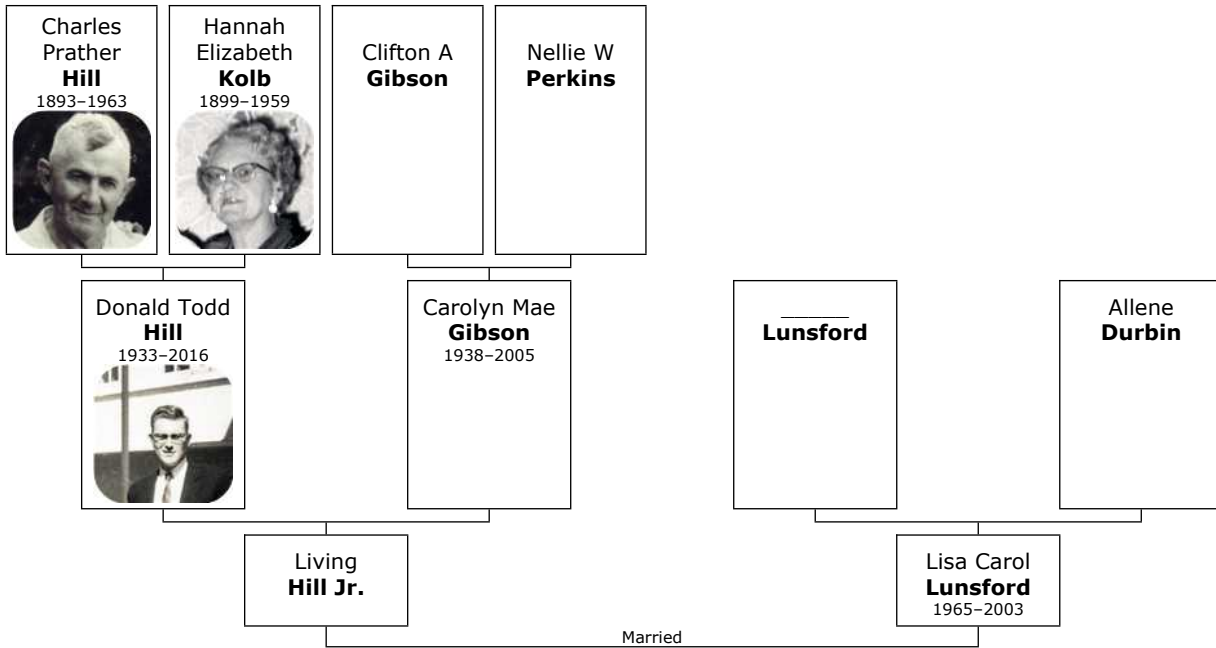 Charles
Prather
Hill
1893–1963
Hannah
Elizabeth
Kolb
1899–1959
Clifton A
Gibson
Nellie W
Perkins
Donald Todd
Hill
1933–2016
Carolyn Mae
Gibson
1938–2005
______
Lunsford
Allene
Durbin
Living
Hill Jr.
Lisa Carol
Lunsford
1965–2003
Married